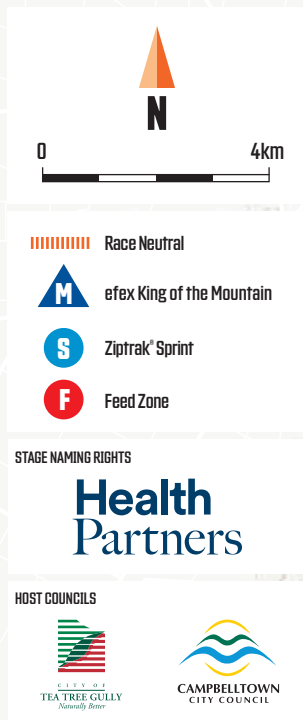 N
0 4km
Race Neutral
M efex King of the Mountain
S Ziptrak® Sprint
F Feed Zone
STAGE NAMING RIGHTS
Health
Partners
HOST COUNCILS
CITY OF
TEA TREE GULLY
Naturally Better
CAMPBELLTOWN
CITY COUNCIL